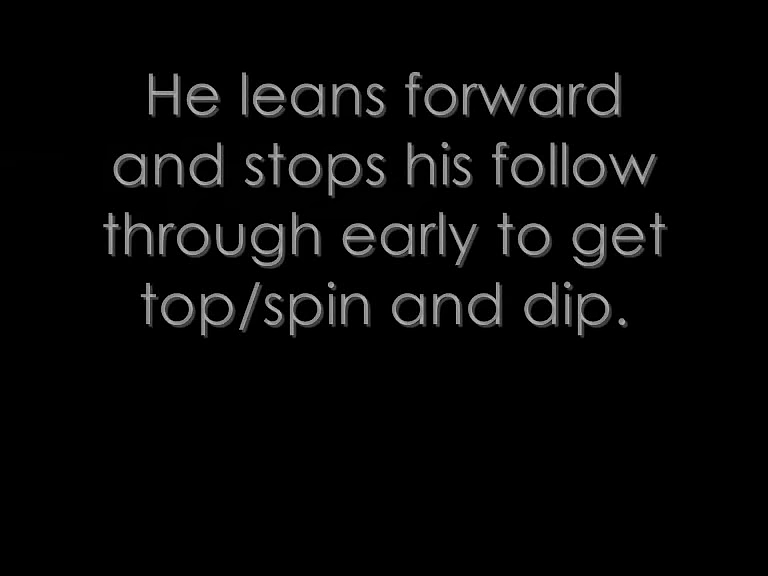 He leans forward
and stops his follow
through early to get
top/spin and dip.